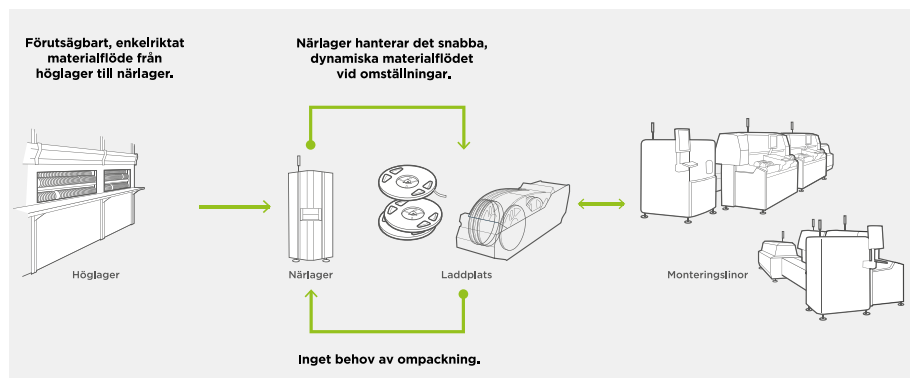 Förutsägbart, enkelriktat
materialflöde från
höglager till närlager.
Närlager hanterar det snabba,
dynamiska materialflödet
vid omställningar.
Höglager
Närlager
Laddplats
Monteringslinor
Inget behov av ompackning.